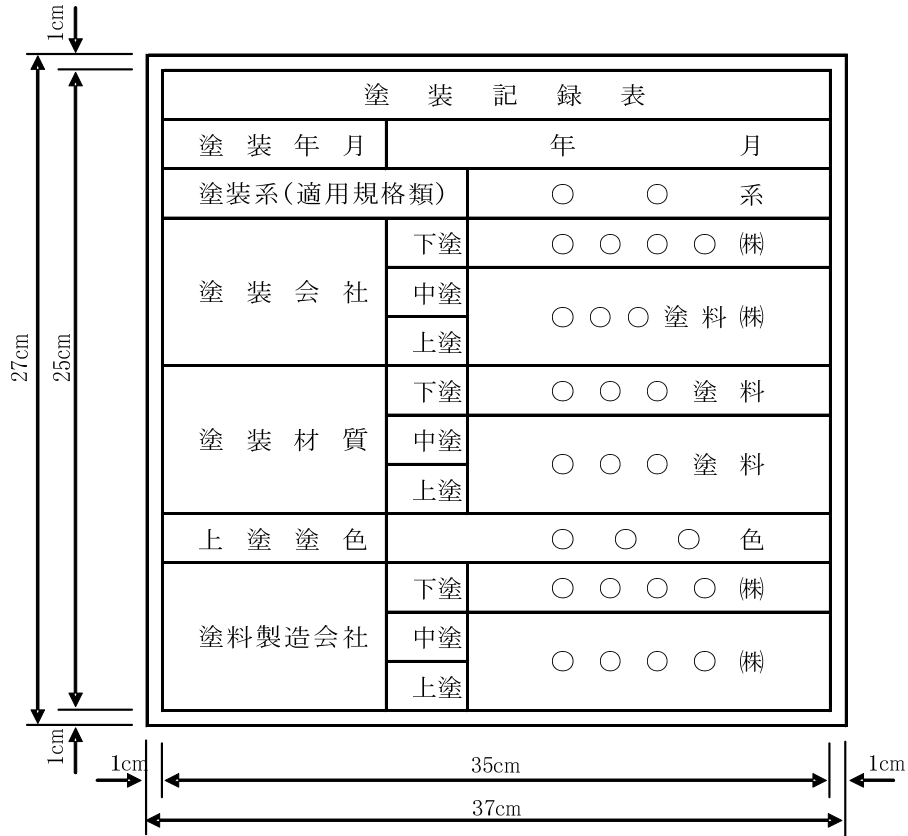 1cm
塗装記録表
塗装年月 年 月
塗装系(適用規格類) ○ ○ 系
下塗 ○○○○㈱
塗装会社 中塗 ○○○塗料㈱
上塗
27cm 25cm
下塗 ○○○塗料
塗装材質 中塗 ○○○塗料
上塗
上塗塗色 ○○○色
下塗 ○○○○㈱
塗料製造会社 中塗 ○○○○㈱
上塗
1cm
1cm 35cm 1cm
37cm